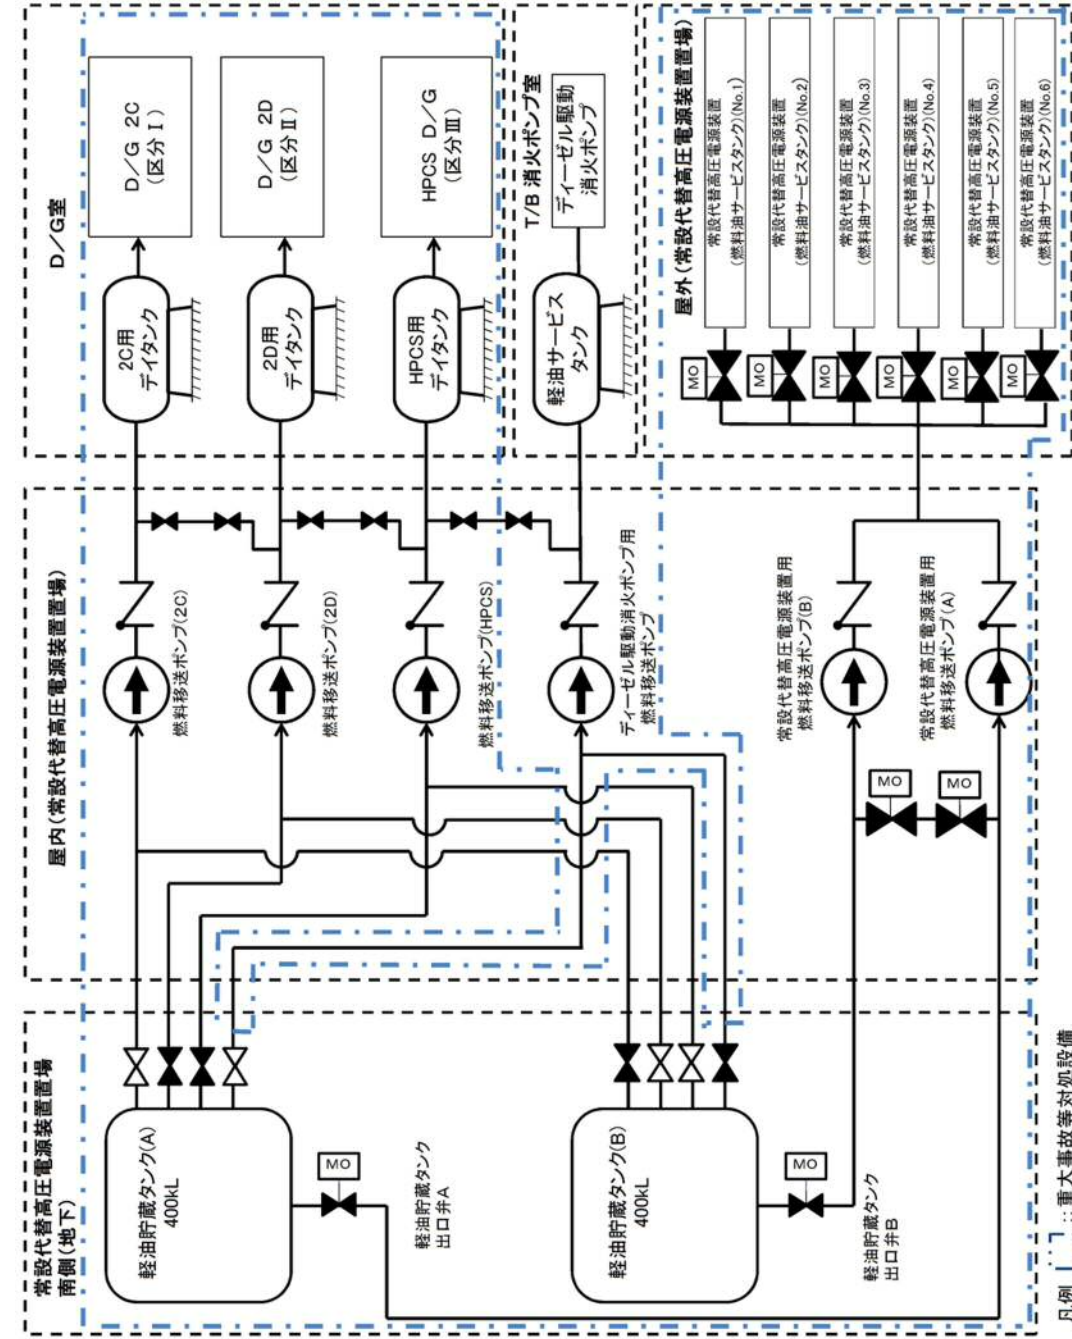 D/G室
D/G 2C
(区分Ⅰ)
D/G 2D
(区分Ⅱ)
HPCS D/G
(区分Ⅲ)
2C用
デイタンク
2D用
デイタンク
HPCS用
デイタンク
T/B 消火ポンプ室
ディーゼル駆動
消火ポンプ
軽油サービス
タンク
屋外(常設代替高圧電源装置置場)
常設代替高圧電源装置
(燃料油サービスタンク)(No.1)
常設代替高圧電源装置
(燃料油サービスタンク)(No.2)
常設代替高圧電源装置
(燃料油サービスタンク)(No.3)
常設代替高圧電源装置
(燃料油サービスタンク)(No.4)
常設代替高圧電源装置
(燃料油サービスタンク)(No.5)
常設代替高圧電源装置
(燃料油サービスタンク)(No.6)
MO
MO
MO
MO
MO
MO
屋内(常設代替高圧電源装置置場)
燃料移送ポンプ(2C)
燃料移送ポンプ(2D)
燃料移送ポンプ(HPCS)
ディーゼル駆動消火ポンプ用
燃料移送ポンプ
常設代替高圧電源装置用
燃料移送ポンプ(B)
常設代替高圧電源装置用
燃料移送ポンプ(A)
MO
MO
常設代替高圧電源装置置場
南側(地下)
軽油貯蔵タンク(A)
400kL
MO
軽油貯蔵タンク
出口弁A
軽油貯蔵タンク(B)
400kL
MO
軽油貯蔵タンク
出口弁B
凡例 :重大事故等対処設備